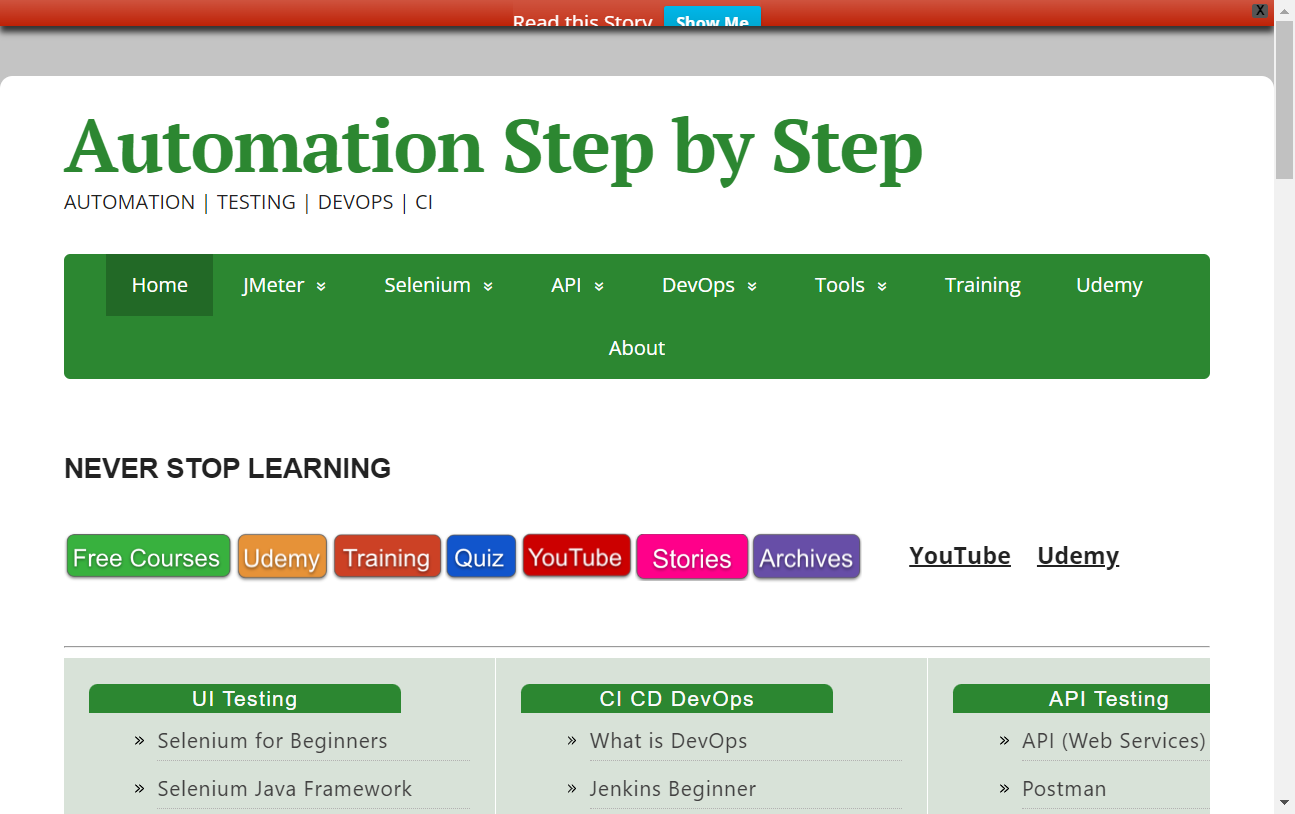 Read this Story Show Me X
Automation Step by Step
AUTOMATION | TESTING | DEVOPS | CI
Home JMeter Selenium API DevOps Tools Training Udemy
About
NEVER STOP LEARNING
Free Courses Udemy Training Quiz YouTube Stories Archives YouTube Udemy
UI Testing CI CD DevOps API Testing
» Selenium for Beginners » What is DevOps » API (Web Services)
» Selenium Java Framework » Jenkins Beginner » Postman